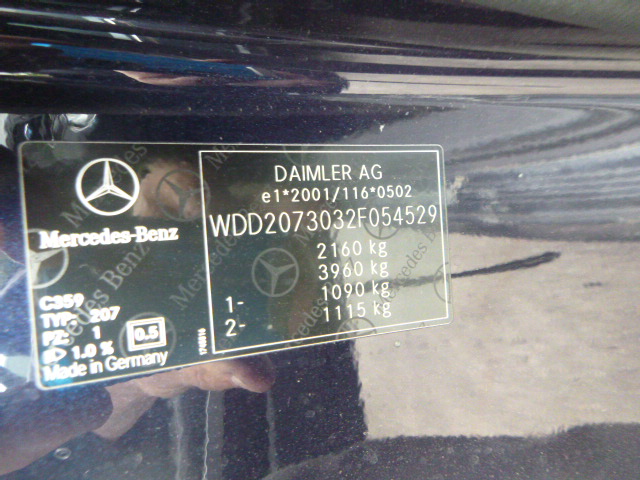 DAIMLER AG
e1*2001/116*0502
WDD2073032F054529
2160 kg
3960 kg
1- 1090 kg
2- 1115 kg
Mercedes-Benz
C359
TYP: 207
PZ: 1
1.0 %
0.5
Made in Germany